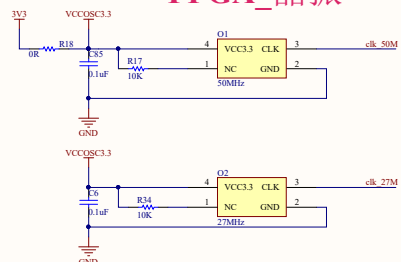 FPGA_晶振
3V3 VCCOSC3.3
R18 0R
C85 0.1uF
R17 10K
O1
4 VCC3.3 CLK 3 clk_50M
1 NC GND 2
50MHz
GND
VCCOSC3.3
C6 0.1uF
R34 10K
O2
4 VCC3.3 CLK 3 clk_27M
1 NC GND 2
27MHz
GND